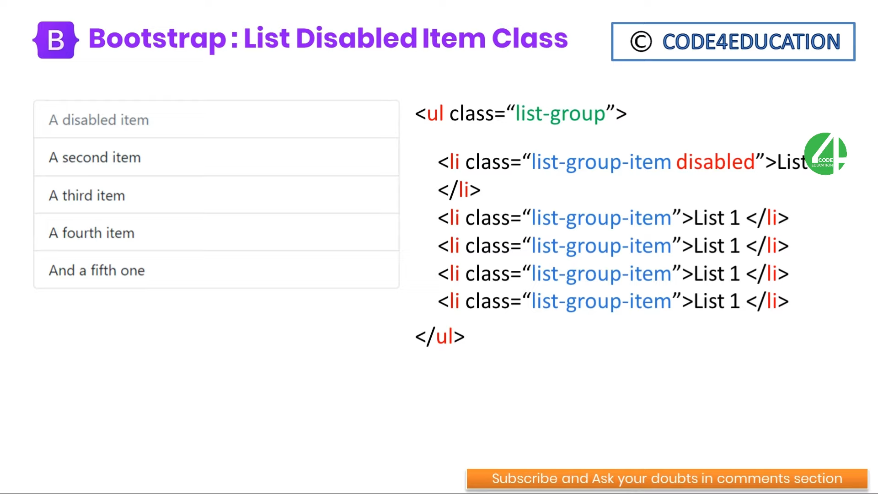 B Bootstrap : List Disabled Item Class
© CODE4EDUCATION
A disabled item
A second item
A third item
A fourth item
And a fifth one
<ul class=“list-group”>
<li class=“list-group-item disabled”>List
</li>
<li class=“list-group-item”>List 1 </li>
<li class=“list-group-item”>List 1 </li>
<li class=“list-group-item”>List 1 </li>
<li class=“list-group-item”>List 1 </li>
</ul>
4 CODE EDUCATION
Subscribe and Ask your doubts in comments section